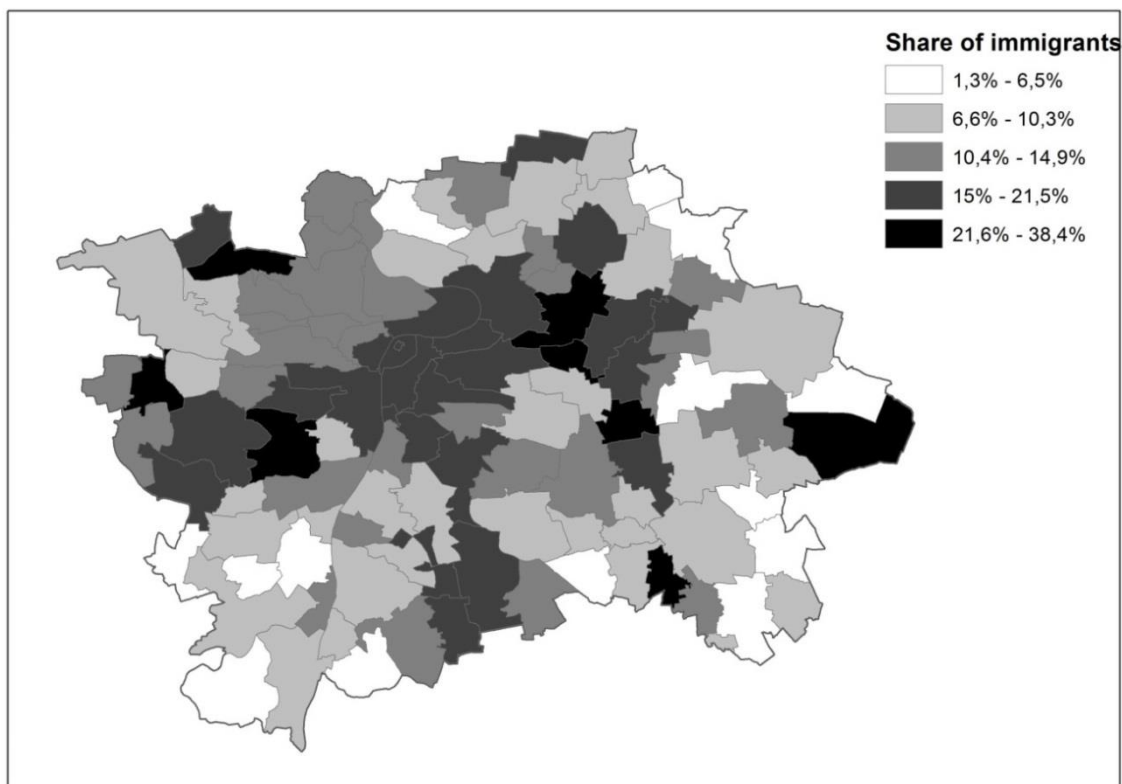 Share of immigrants
1,3% - 6,5%
6,6% - 10,3%
10,4% - 14,9%
15% - 21,5%
21,6% - 38,4%